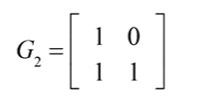 G₂ = [ 1 0
1 1 ]